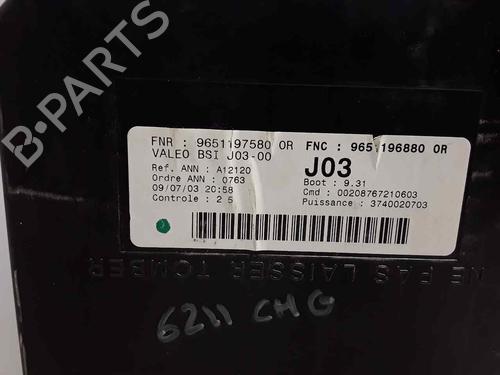 B-PARTS
FNR : 9651197580 OR FNC : 9651196880 OR
VALEO BSI J03-00
J03
Ref. ANN : A12120
Boot : 9.31
Ordre ANN : 0763
Cmd : 00208767210603
09/07/03 20:58
Puissance : 3740020703
Controle : 2 5
NE PAS LAISSER TOMBER
6211 CHG